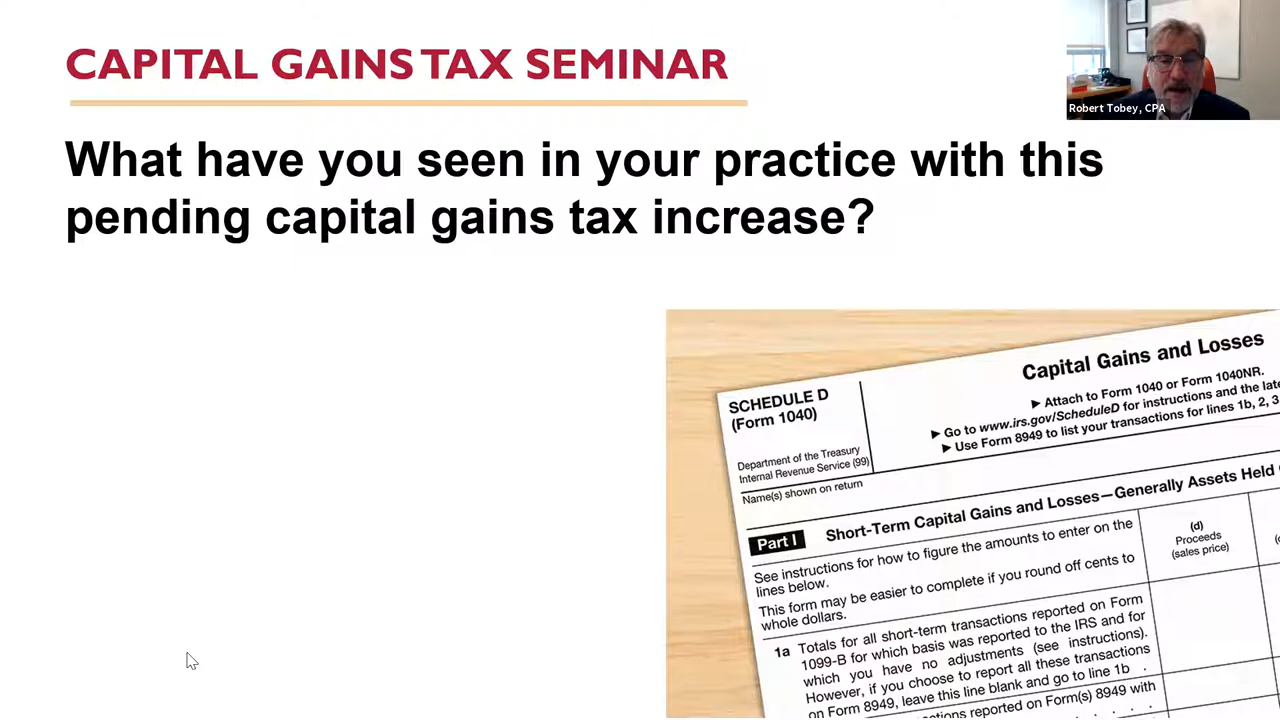 CAPITAL GAINS TAX SEMINAR
Robert Tobey, CPA
What have you seen in your practice with this
pending capital gains tax increase?
SCHEDULE D
(Form 1040)
Department of the Treasury
Internal Revenue Service (99)
Capital Gains and Losses
▶ Attach to Form 1040 or Form 1040NR.
▶ Go to www.irs.gov/ScheduleD for instructions and the
▶ Use Form 8949 to list your transactions for lines 1b, 2, 3
Name(s) shown on return
Part I Short-Term Capital Gains and Losses—Generally Assets Held
See instructions for how to figure the amounts to enter on the
lines below.
This form may be easier to complete if you round off cents to
whole dollars.
(d)
Proceeds
(sales price)
1a Totals for all short-term transactions reported on Form
1099-B for which basis was reported to the IRS and for
which you have no adjustments (see instructions).
However, if you choose to report all these transactions
on Form 8949, leave this line blank and go to line 1b .
reported on Form(s) 8949 with